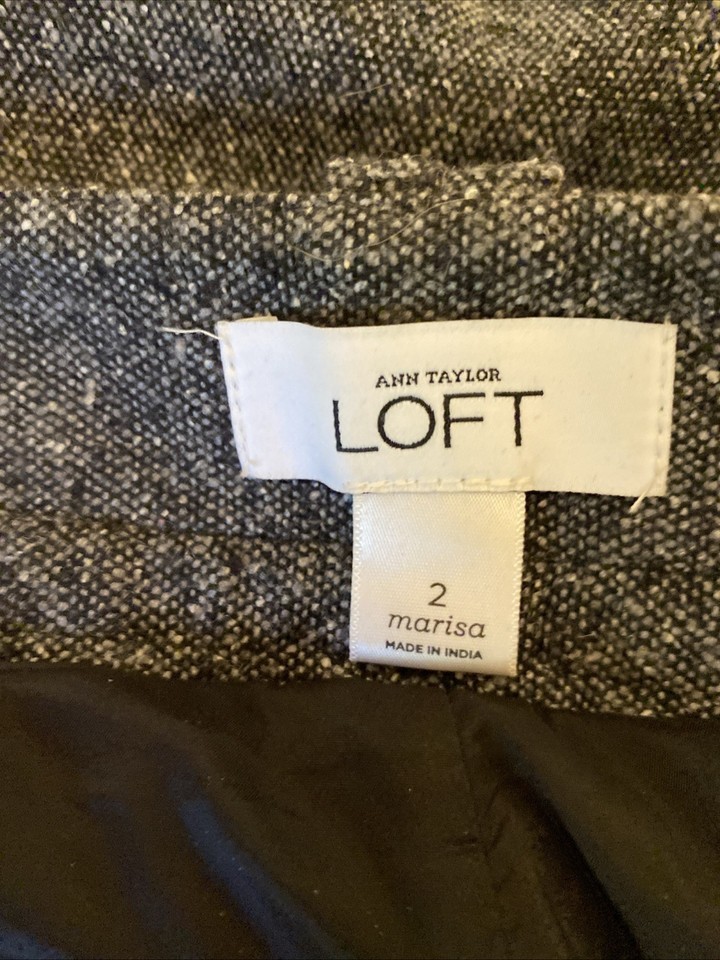 ANN TAYLOR
LOFT
2
marisa
MADE IN INDIA